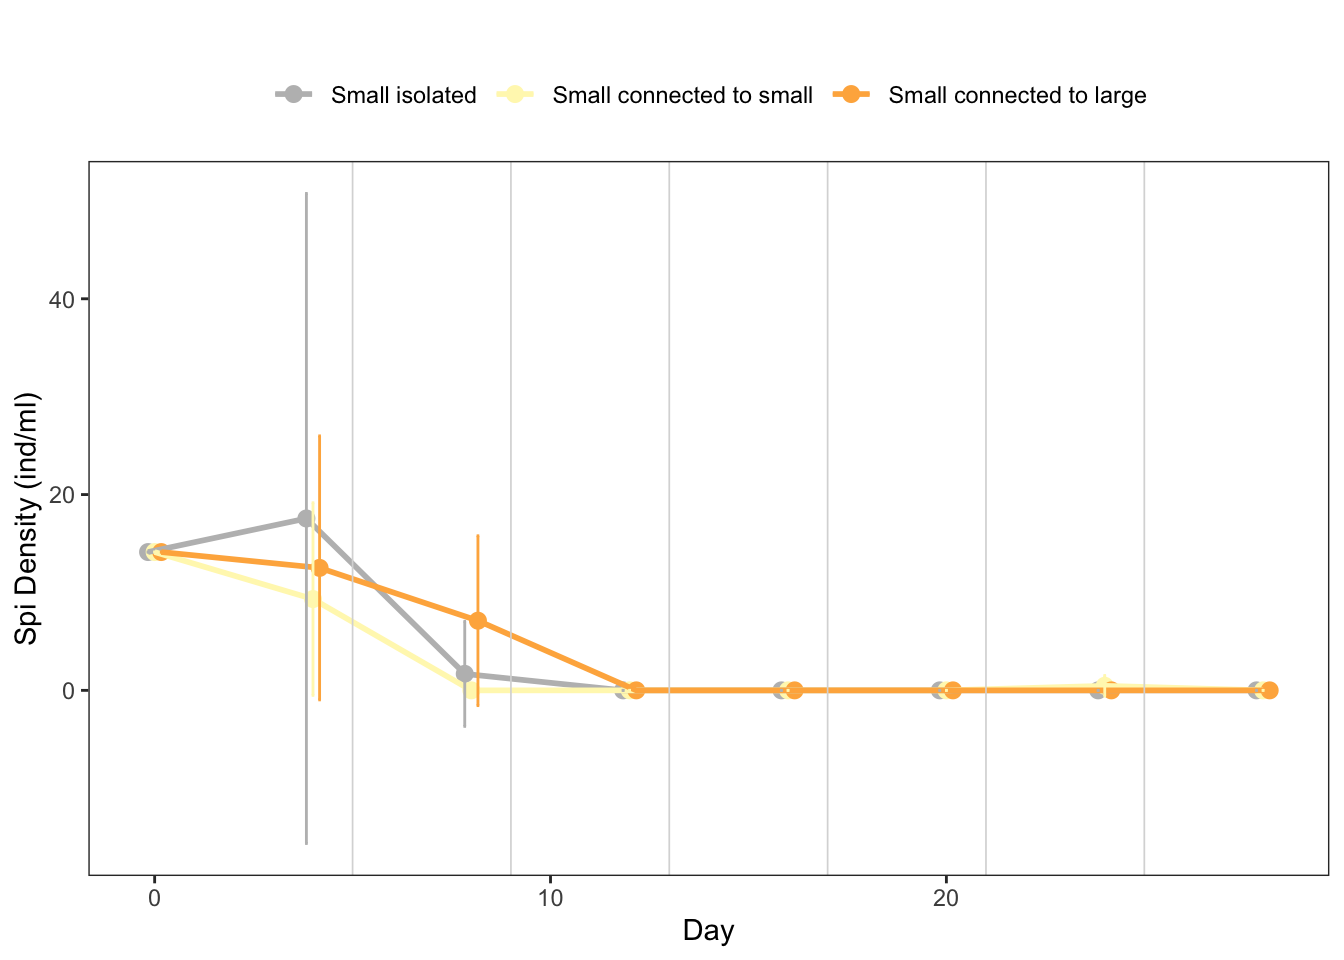 Small isolated Small connected to small Small connected to large
Spi Density (ind/ml)
40
20
0
0 10 20
Day